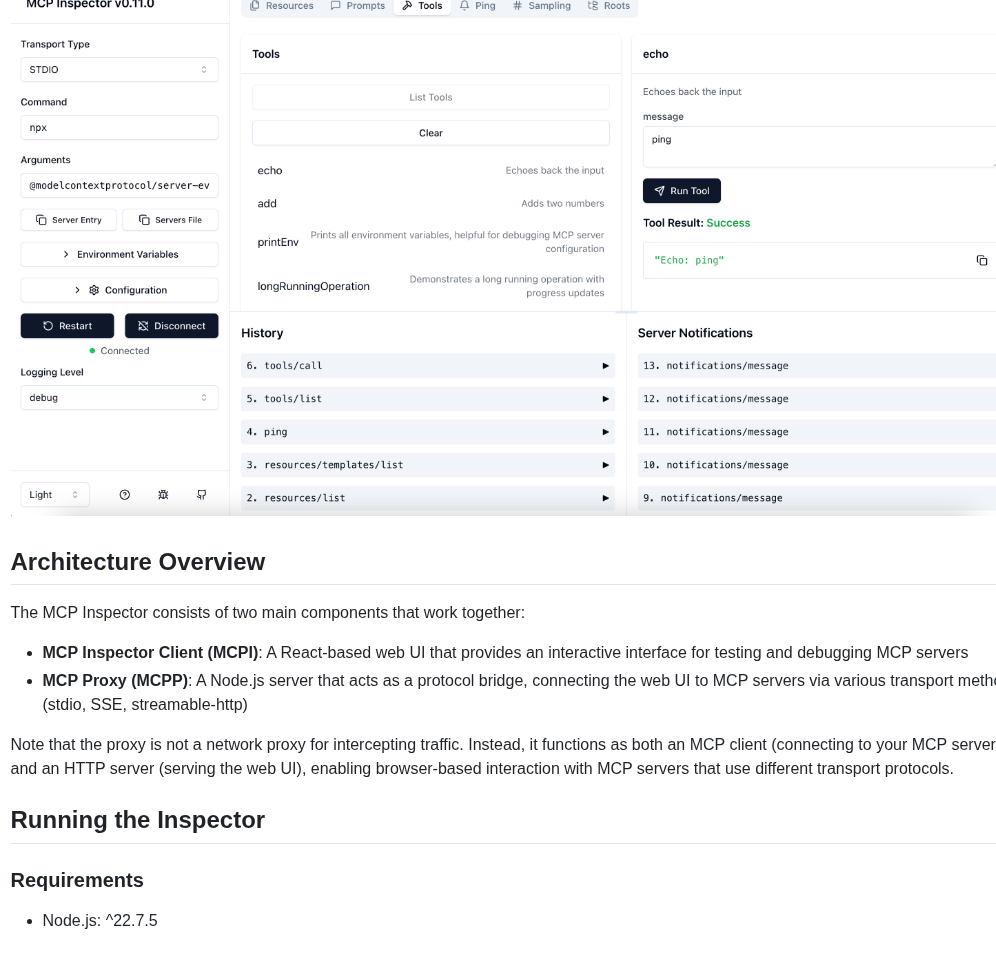 MCP Inspector v0.11.0
Resources Prompts Tools Ping Sampling Roots
Transport Type
STDIO
Command
npx
Arguments
@modelcontextprotocol/server-ev
Server Entry Servers File
Environment Variables
Configuration
Restart Disconnect
Connected
Logging Level
debug
Light
Tools
List Tools
Clear
echo Echoes back the input
add Adds two numbers
printEnv Prints all environment variables, helpful for debugging MCP server
configuration
longRunningOperation Demonstrates a long running operation with
progress updates
echo
Echoes back the input
message
ping
Run Tool
Tool Result: Success
"Echo: ping"
History
6. tools/call
5. tools/list
4. ping
3. resources/templates/list
2. resources/list
Server Notifications
13. notifications/message
12. notifications/message
11. notifications/message
10. notifications/message
9. notifications/message
Architecture Overview
The MCP Inspector consists of two main components that work together:
• MCP Inspector Client (MCPI): A React-based web UI that provides an interactive interface for testing and debugging MCP servers
• MCP Proxy (MCPP): A Node.js server that acts as a protocol bridge, connecting the web UI to MCP servers via various transport metho
(stdio, SSE, streamable-http)
Note that the proxy is not a network proxy for intercepting traffic. Instead, it functions as both an MCP client (connecting to your MCP server
and an HTTP server (serving the web UI), enabling browser-based interaction with MCP servers that use different transport protocols.
Running the Inspector
Requirements
• Node.js: ^22.7.5